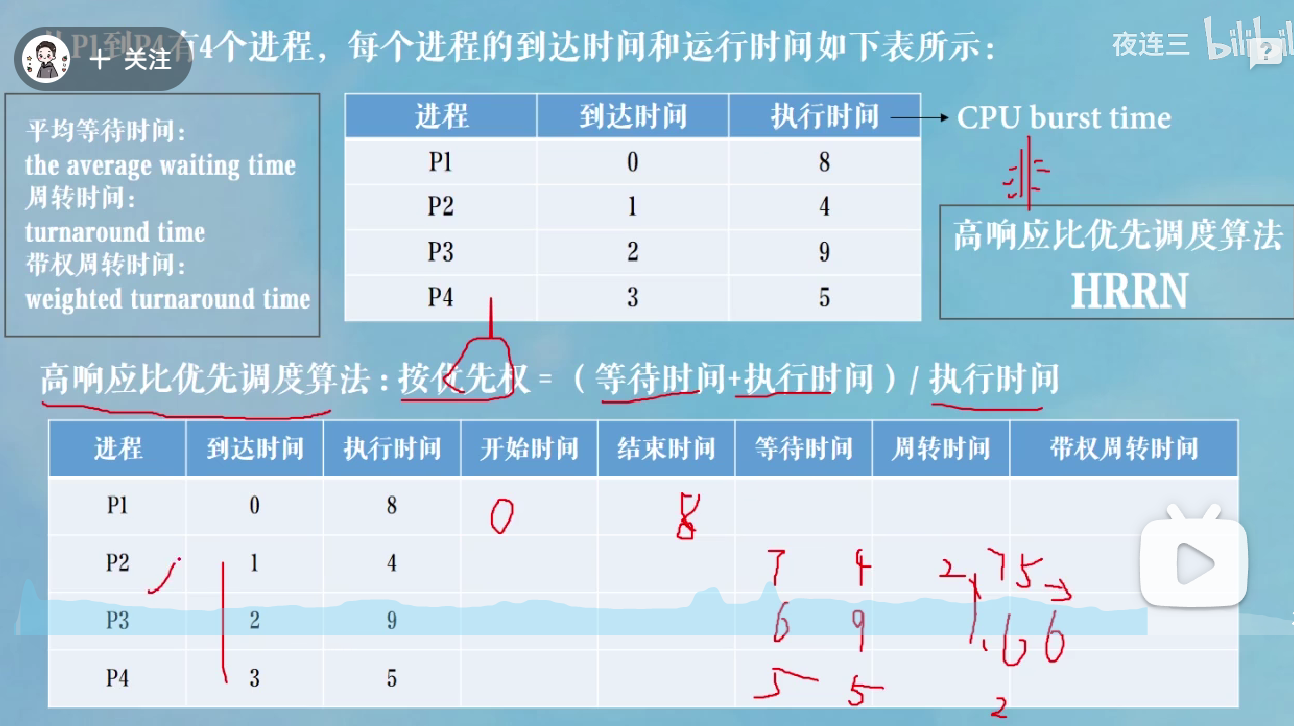 从P1到P4有4个进程，每个进程的到达时间和运行时间如下表所示：
+ 关注
夜连三 bilibili
?
平均等待时间：
the average waiting time
周转时间：
turnaround time
带权周转时间：
weighted turnaround time
进程 到达时间 执行时间
P1 0 8
P2 1 4
P3 2 9
P4 3 5
CPU burst time
非
高响应比优先调度算法
HRRN
高响应比优先调度算法：按优先权 = （等待时间+执行时间）/ 执行时间
进程 到达时间 执行时间 开始时间 结束时间 等待时间 周转时间 带权周转时间
P1 0 8 0 8
P2 1 4 7 4 2.75
P3 2 9 6 9 1.66
P4 3 5 5 5 2